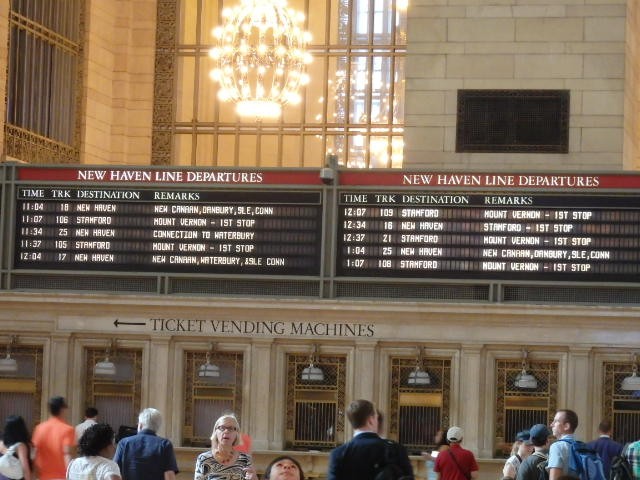 NEW HAVEN LINE DEPARTURES
TIME TRK DESTINATION REMARKS
11:04 18 NEW HAVEN NEW CANAAN,DANBURY,SLE,CONN
11:07 106 STAMFORD MOUNT VERNON - 1ST STOP
11:34 25 NEW HAVEN CONNECTION TO WATERBURY
11:37 105 STAMFORD MOUNT VERNON - 1ST STOP
12:04 17 NEW HAVEN NEW CANAAN,WATERBURY,&SLE CONN
NEW HAVEN LINE DEPARTURES
TIME TRK DESTINATION REMARKS
12:07 109 STAMFORD MOUNT VERNON - 1ST STOP
12:34 16 NEW HAVEN STAMFORD - 1ST STOP
12:37 21 STAMFORD MOUNT VERNON - 1ST STOP
1:04 25 NEW HAVEN NEW CANAAN,DANBURY,SLE,CONN
1:07 108 STAMFORD MOUNT VERNON - 1ST STOP
← TICKET VENDING MACHINES